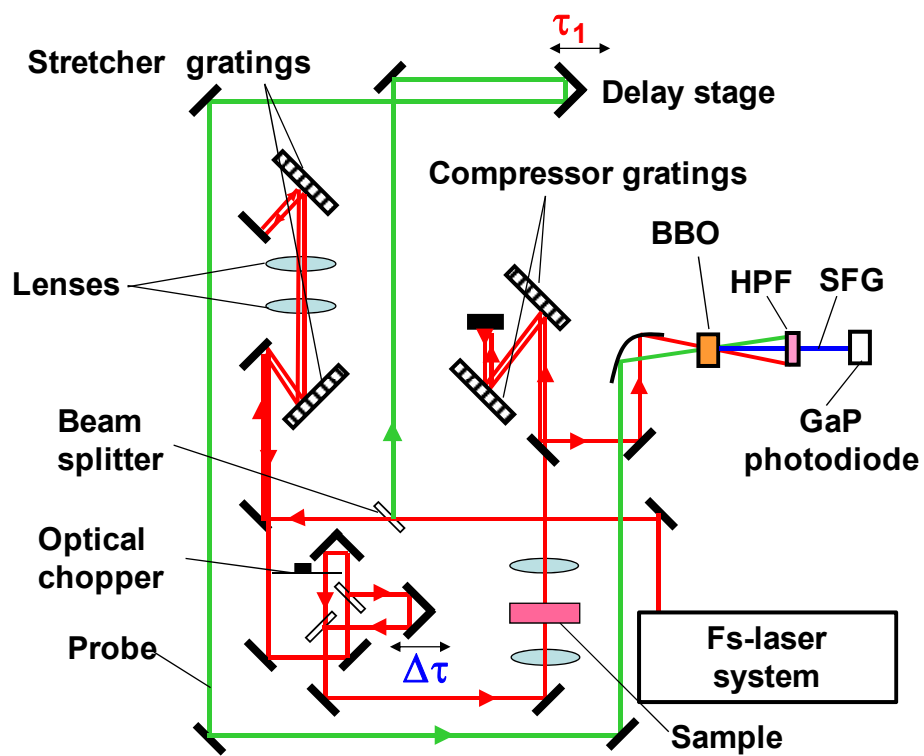 τ1
Stretcher gratings
Delay stage
Compressor gratings
BBO
HPF
SFG
Lenses
GaP
photodiode
Beam
splitter
Optical
chopper
Probe
Δτ
Fs-laser
system
Sample